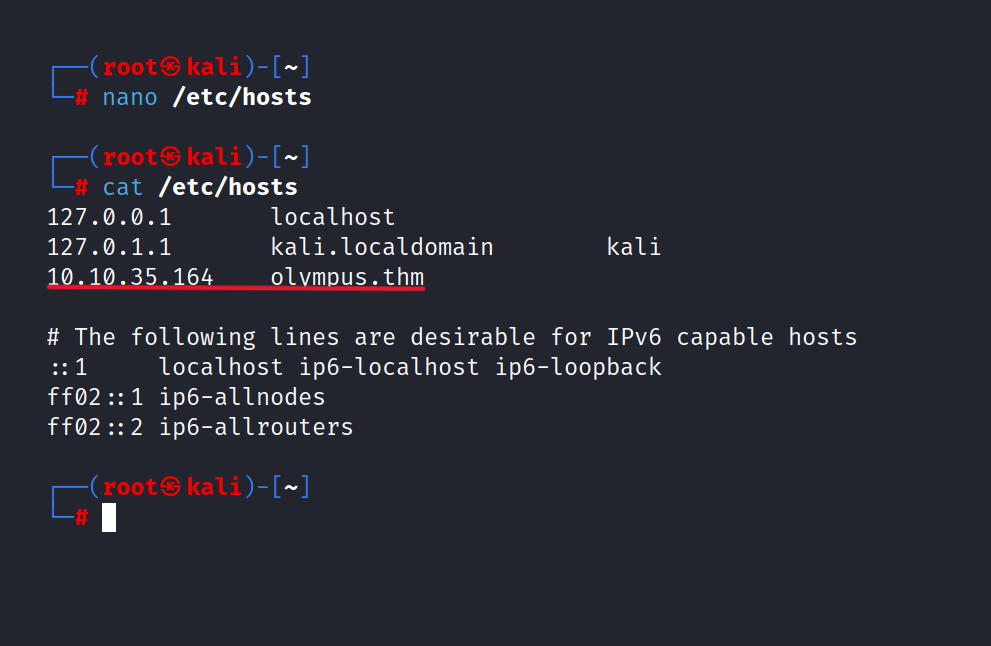 ┌──(root㉿kali)-[~]
└─# nano /etc/hosts
┌──(root㉿kali)-[~]
└─# cat /etc/hosts
127.0.0.1       localhost
127.0.1.1       kali.localdomain        kali
10.10.35.164    olympus.thm
# The following lines are desirable for IPv6 capable hosts
::1     localhost ip6-localhost ip6-loopback
ff02::1 ip6-allnodes
ff02::2 ip6-allrouters
┌──(root㉿kali)-[~]
└─#